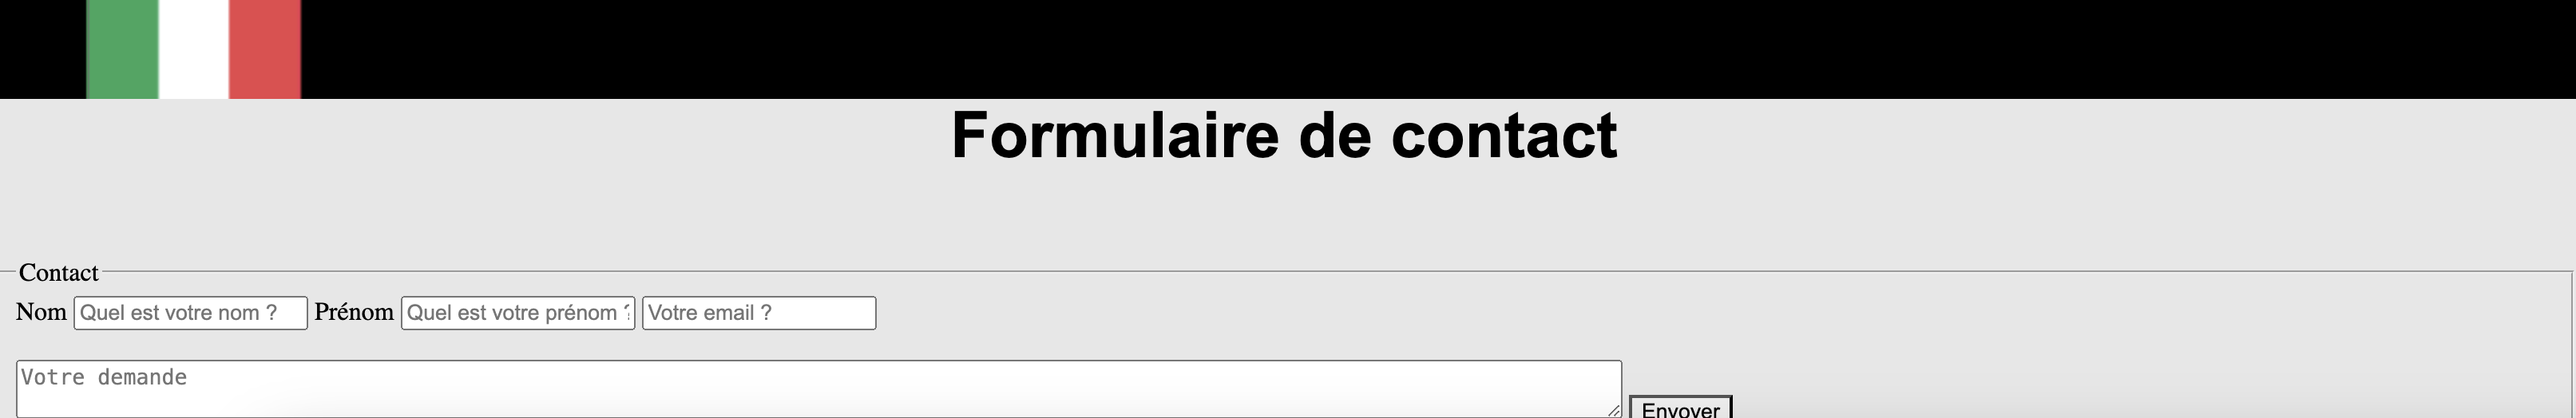 Formulaire de contact
Contact
Nom Quel est votre nom ? Prénom Quel est votre prénom ? Votre email ?
Votre demande
Envoyer